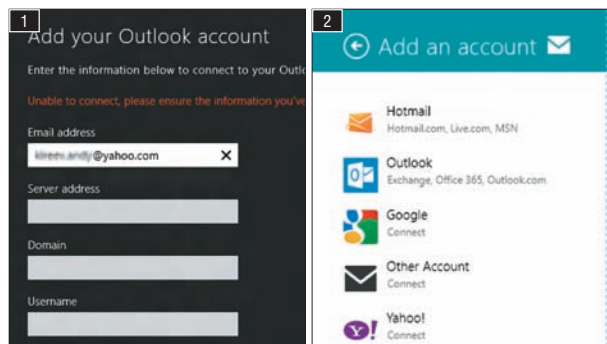 1
Add your Outlook account
Enter the information below to connect to your Outlo
Unable to connect, please ensure the information you've
Email address
@yahoo.com
Server address
Domain
Username
2
Add an account
Hotmail
Hotmail.com, Live.com, MSN
Outlook
Exchange, Office 365, Outlook.com
Google
Connect
Other Account
Connect
Yahoo!
Connect